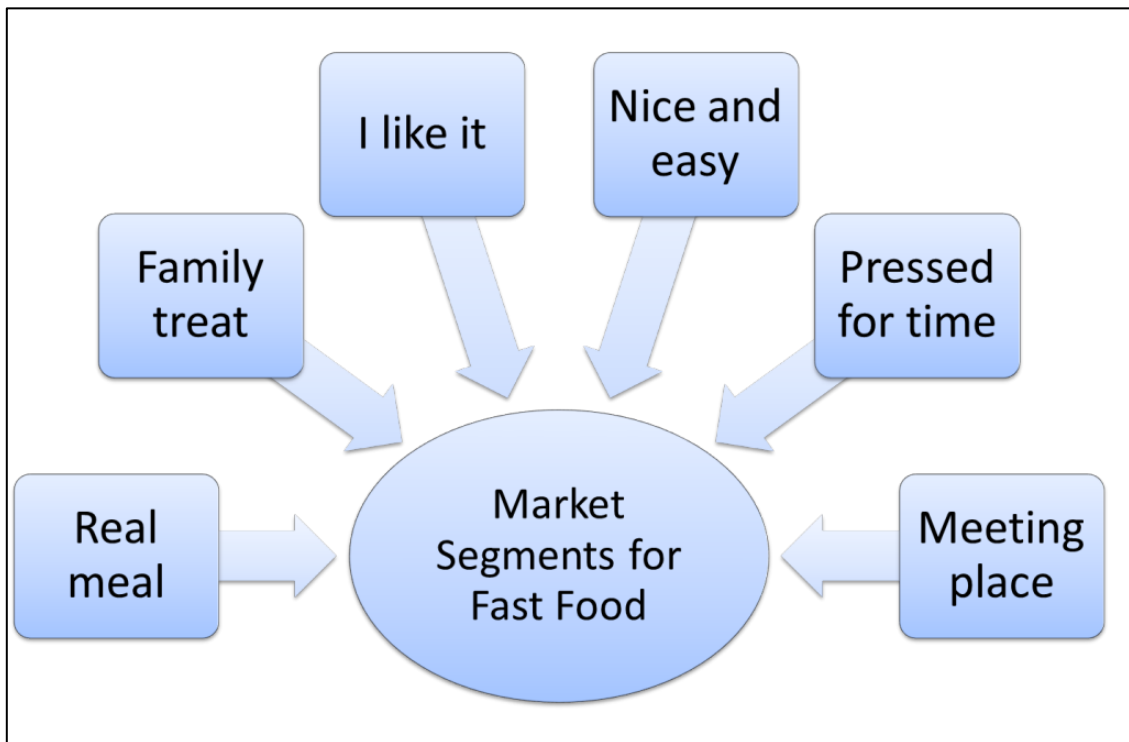 I like it
Nice and
easy
Family
treat
Pressed
for time
Real
meal
Market
Segments for
Fast Food
Meeting
place